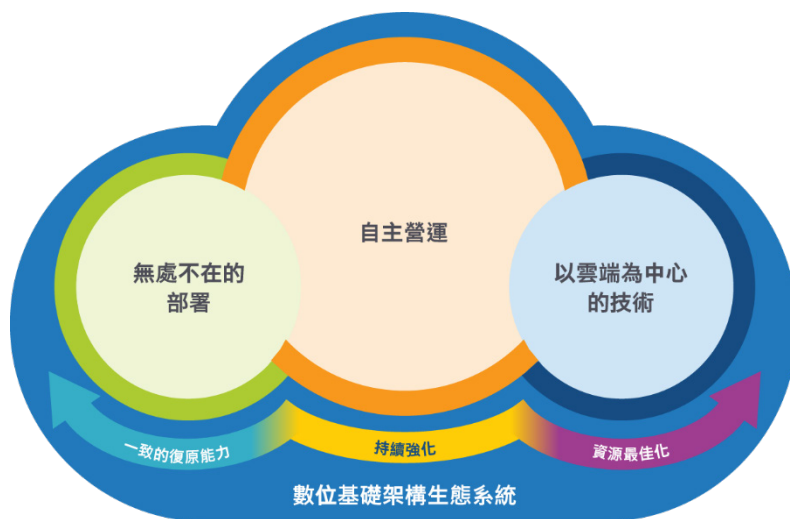 自主營運
無處不在的
部署
以雲端為中心
的技術
一致的復原能力
持續強化
資源最佳化
數位基礎架構生態系統